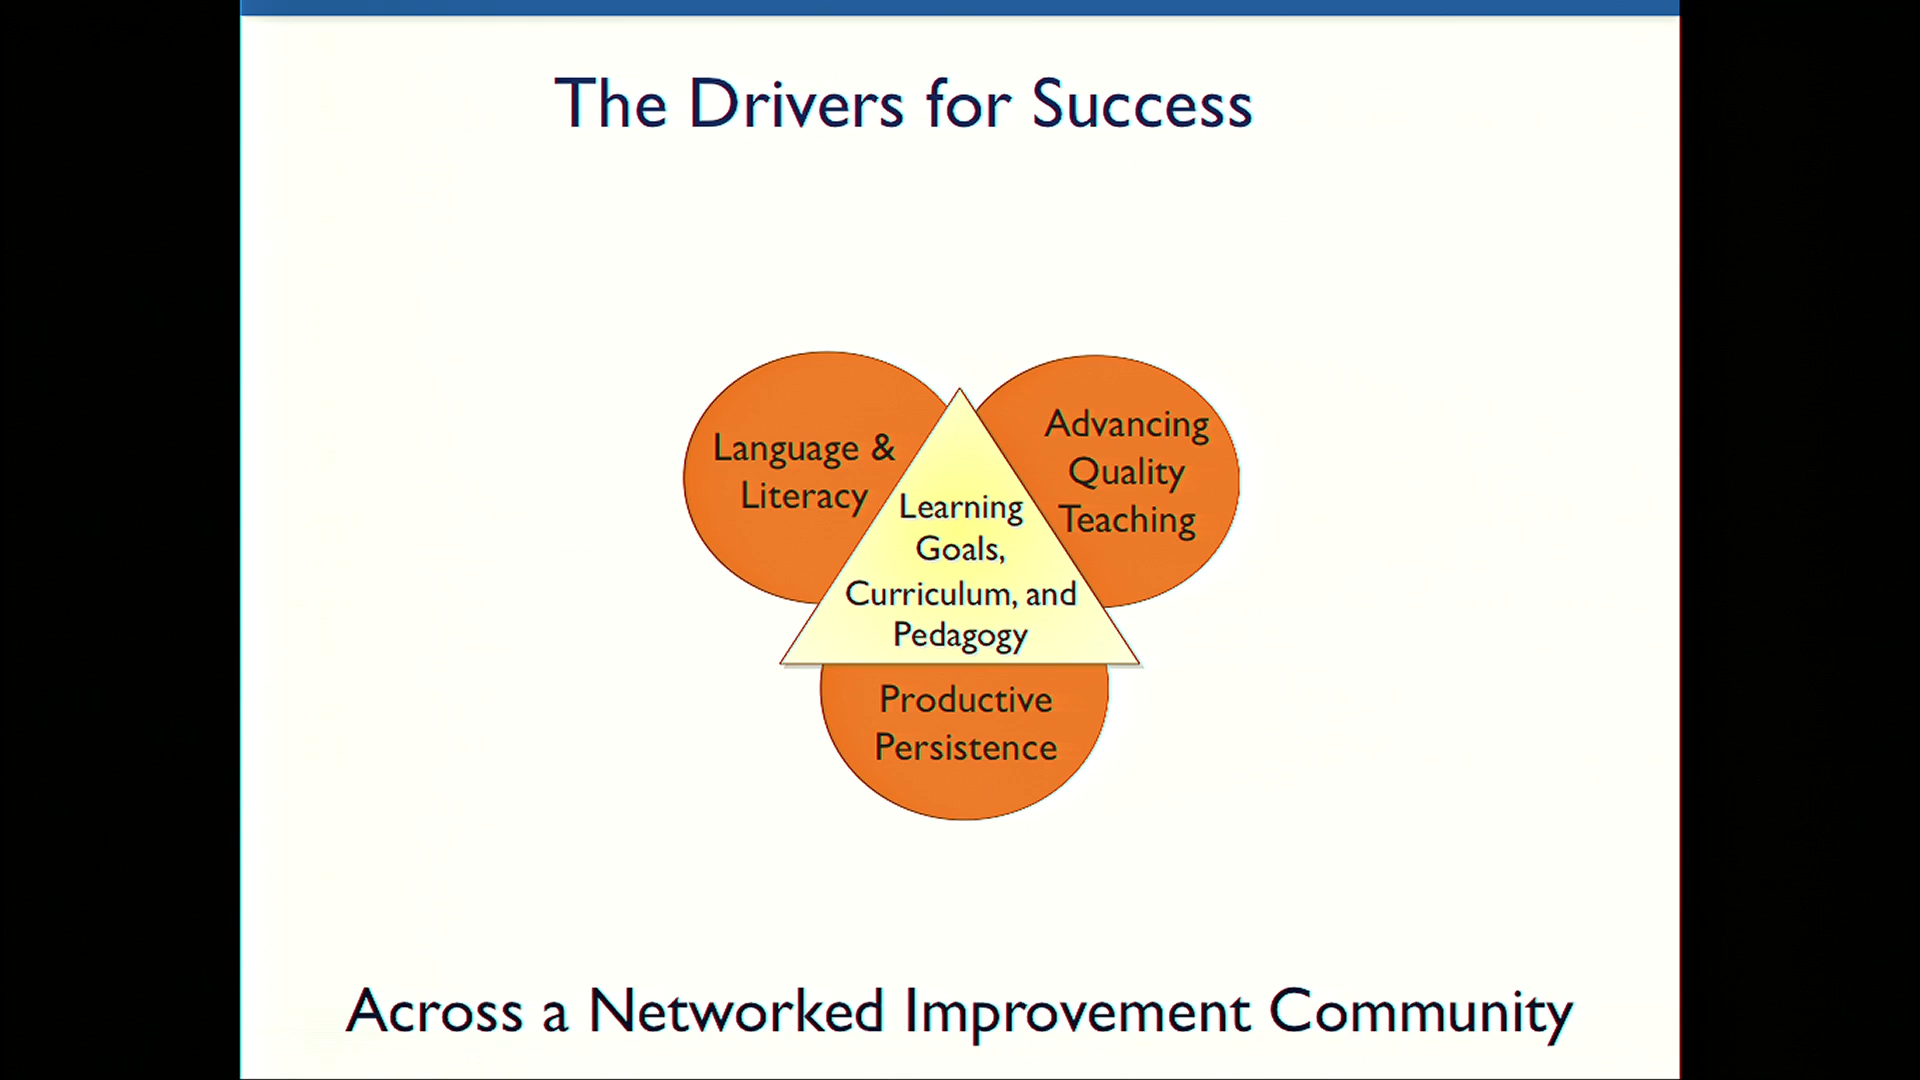 The Drivers for Success
Language &
Literacy
Advancing
Quality
Teaching
Learning
Goals,
Curriculum, and
Pedagogy
Productive
Persistence
Across a Networked Improvement Community